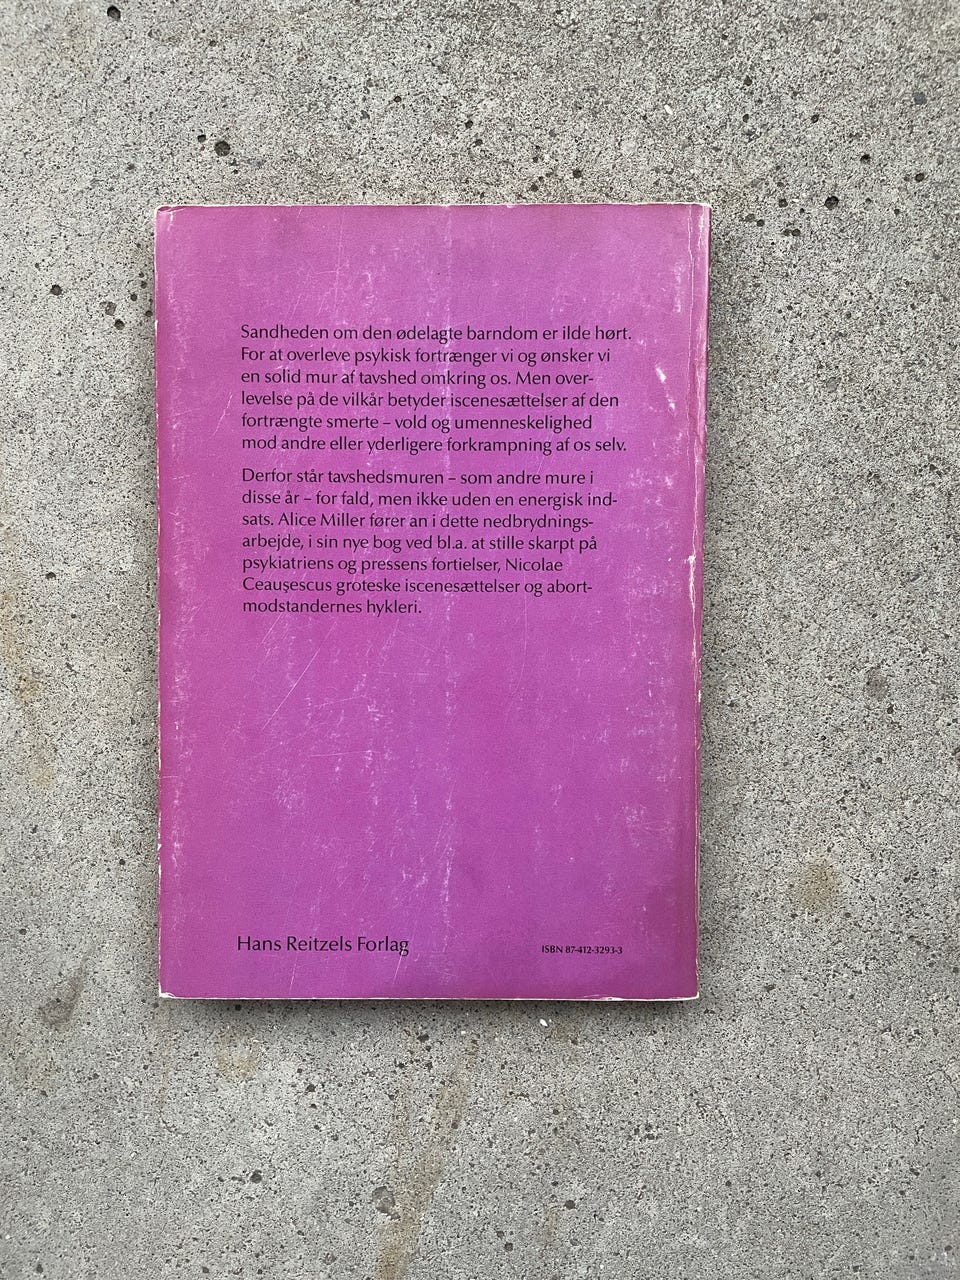 Sandheden om den ødelagte barndom er ilde hørt.
For at overleve psykisk fortrænger vi og ønsker vi
en solid mur af tavshed omkring os. Men over-
levelse på de vilkår betyder iscenesættelser af den
fortrængte smerte – vold og umenneskelighed
mod andre eller yderligere forkrampning af os selv.
Derfor står tavshedsmuren – som andre mure i
disse år – for fald, men ikke uden en energisk ind-
sats. Alice Miller fører an i dette nedbrydnings-
arbejde, i sin nye bog ved bl.a. at stille skarpt på
psykiatriens og pressens fortielser, Nicolae
Ceauşescus groteske iscenesættelser og abort-
modstandernes hykleri.
Hans Reitzels Forlag
ISBN 87-412-3293-3